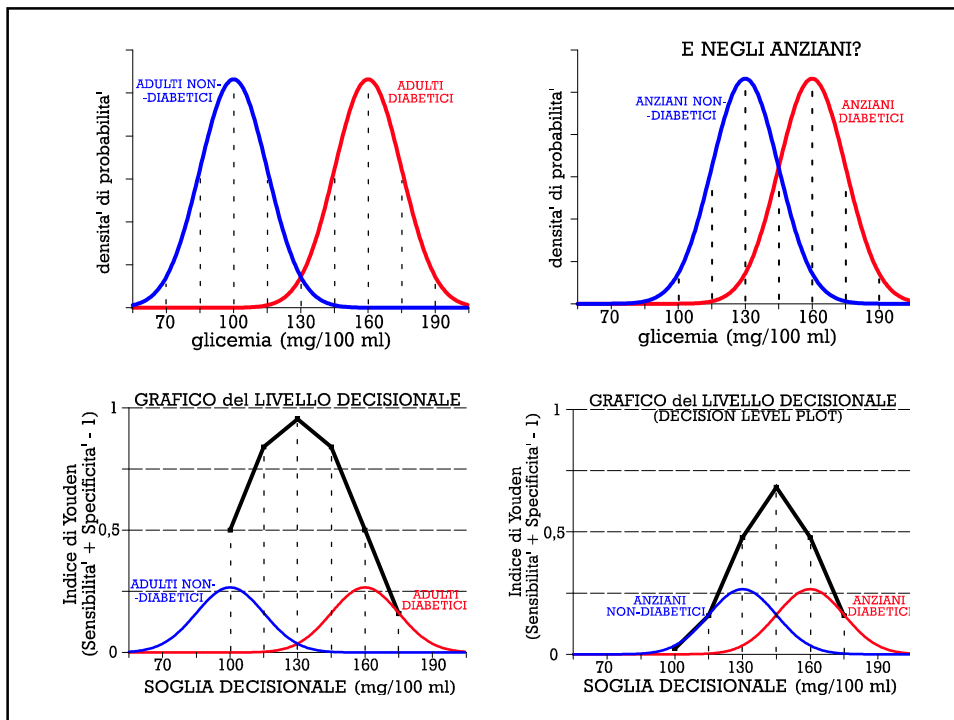 ADULTI NON-
-DIABETICI
ADULTI
DIABETICI
densita' di probabilita'
70 100 130 160 190
glicemia (mg/100 ml)
E NEGLI ANZIANI?
ANZIANI NON-
-DIABETICI
ANZIANI
DIABETICI
densita' di probabilita'
70 100 130 160 190
glicemia (mg/100 ml)
GRAFICO del LIVELLO DECISIONALE
Indice di Youden
(Sensibilita' + Specificita' - 1)
1
0,5
0
ADULTI NON-
-DIABETICI
ADULTI
DIABETICI
100 130 160 190
SOGLIA DECISIONALE (mg/100 ml)
GRAFICO del LIVELLO DECISIONALE
(DECISION LEVEL PLOT)
Indice di Youden
(Sensibilita' + Specificita' - 1)
1
0,5
0
ANZIANI
NON-DIABETICI
ANZIANI
DIABETICI
70 100 130 160 190
SOGLIA DECISIONALE (mg/100 ml)